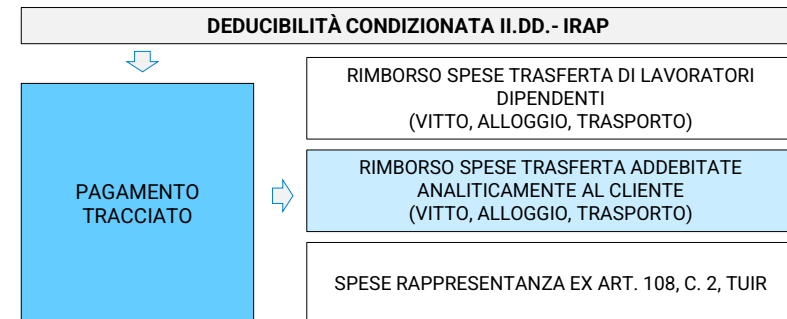 DEDUCIBILITÀ CONDIZIONATA II.DD.- IRAP
PAGAMENTO
TRACCIATO
RIMBORSO SPESE TRASFERTA DI LAVORATORI
DIPENDENTI
(VITTO, ALLOGGIO, TRASPORTO)
RIMBORSO SPESE TRASFERTA ADDEBITATE
ANALITICAMENTE AL CLIENTE
(VITTO, ALLOGGIO, TRASPORTO)
SPESE RAPPRESENTANZA EX ART. 108, C. 2, TUIR